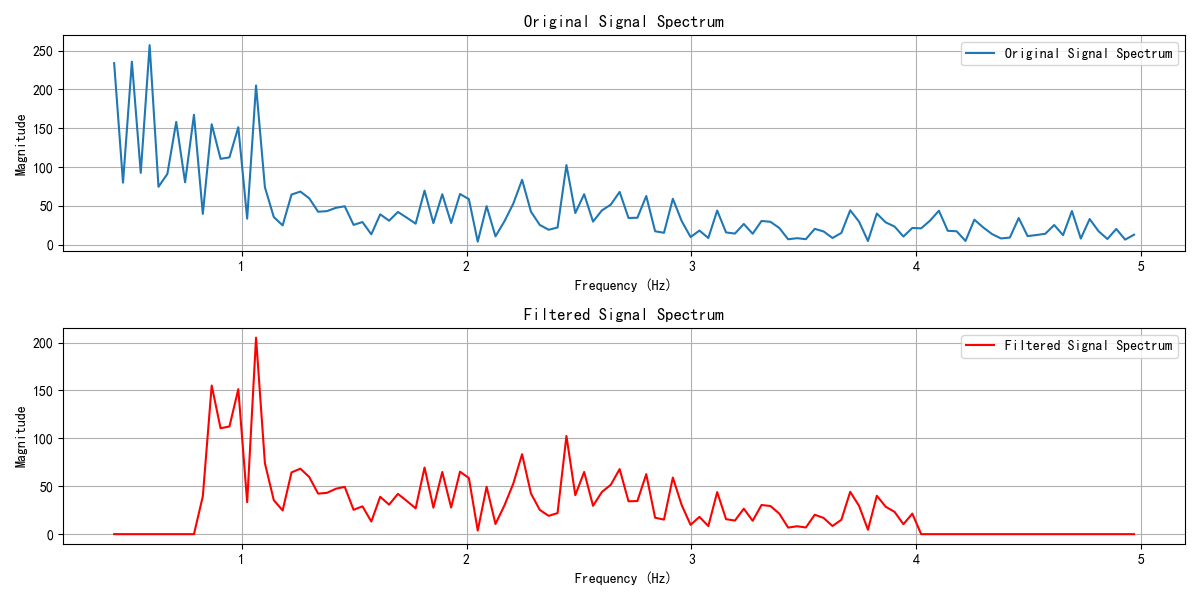 Original Signal Spectrum
250
200
150
100
50
0
Magnitude
Original Signal Spectrum
1 2 3 4 5
Frequency (Hz)
Filtered Signal Spectrum
200
150
100
50
0
Magnitude
Filtered Signal Spectrum
1 2 3 4 5
Frequency (Hz)